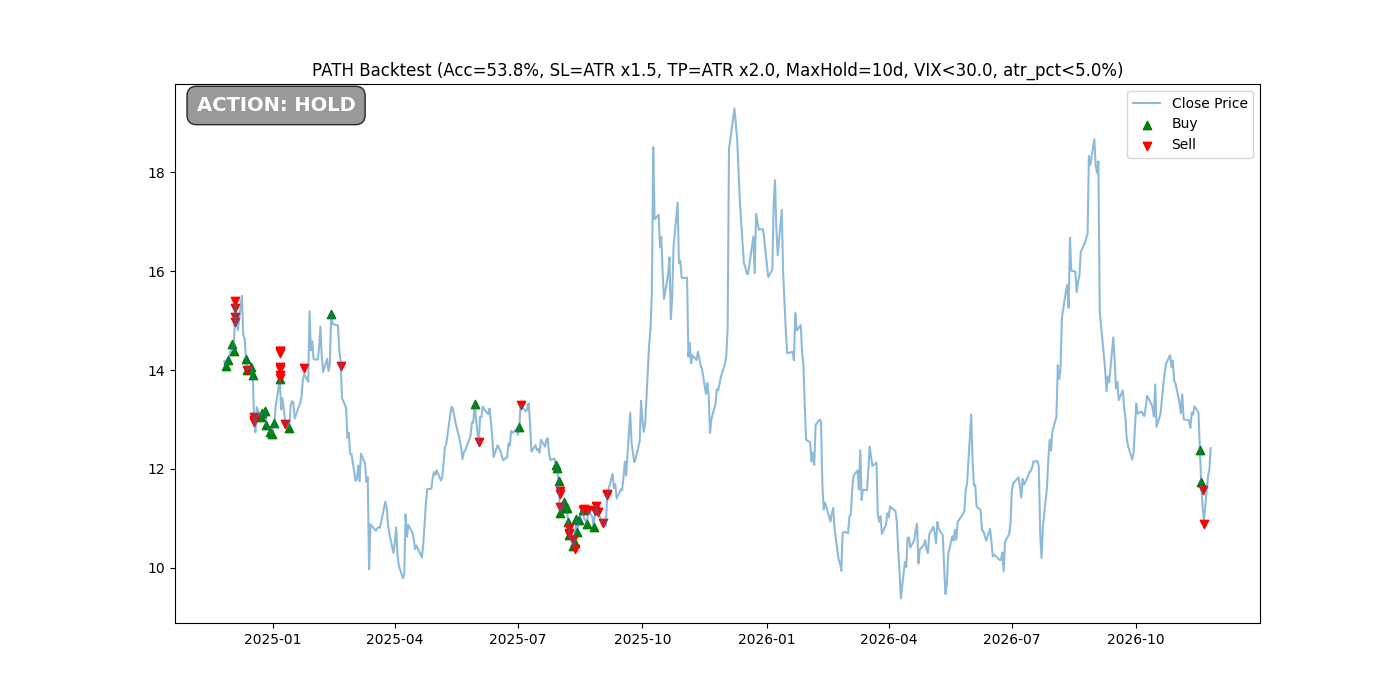 PATH Backtest (Acc=53.8%, SL=ATR x1.5, TP=ATR x2.0, MaxHold=10d, VIX<30.0, atr_pct<5.0%)
ACTION: HOLD
Close Price
Buy
Sell
18
16
14
12
10
2025-01
2025-04
2025-07
2025-10
2026-01
2026-04
2026-07
2026-10